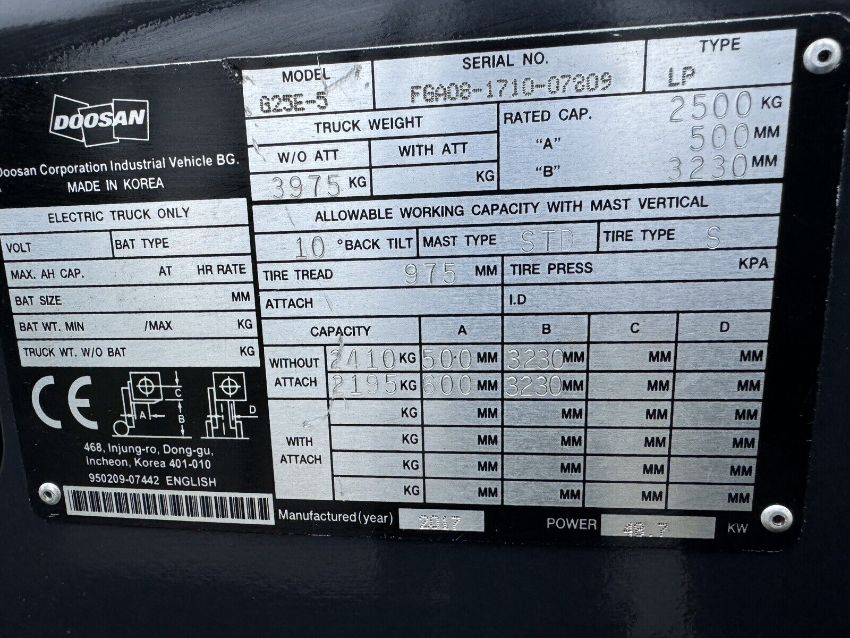 DOOSAN
Doosan Corporation Industrial Vehicle BG.
MADE IN KOREA
MODEL G25E-5
SERIAL NO. FGA08-1710-07809
TYPE LP
TRUCK WEIGHT
W/O ATT WITH ATT
3975 KG KG
RATED CAP. 2500 KG
"A" 500 MM
"B" 3230 MM
ELECTRIC TRUCK ONLY
VOLT BAT TYPE
MAX. AH CAP. AT HR RATE
BAT SIZE MM
BAT WT. MIN /MAX KG
TRUCK WT. W/O BAT KG
ALLOWABLE WORKING CAPACITY WITH MAST VERTICAL
10 °BACK TILT MAST TYPE STD TIRE TYPE S
TIRE TREAD 975 MM TIRE PRESS KPA
ATTACH I.D
CAPACITY A B C D
WITHOUT ATTACH
2410 KG 500 MM 3230 MM MM MM
2195 KG 600 MM 3230 MM MM MM
WITH ATTACH
KG MM MM MM MM
KG MM MM MM MM
KG MM MM MM MM
KG MM MM MM MM
CE
A B C D
468, Injung-ro, Dong-gu,
Incheon, Korea 401-010
950209-07442 ENGLISH
Manufactured (year) 2017 POWER 49.7 KW